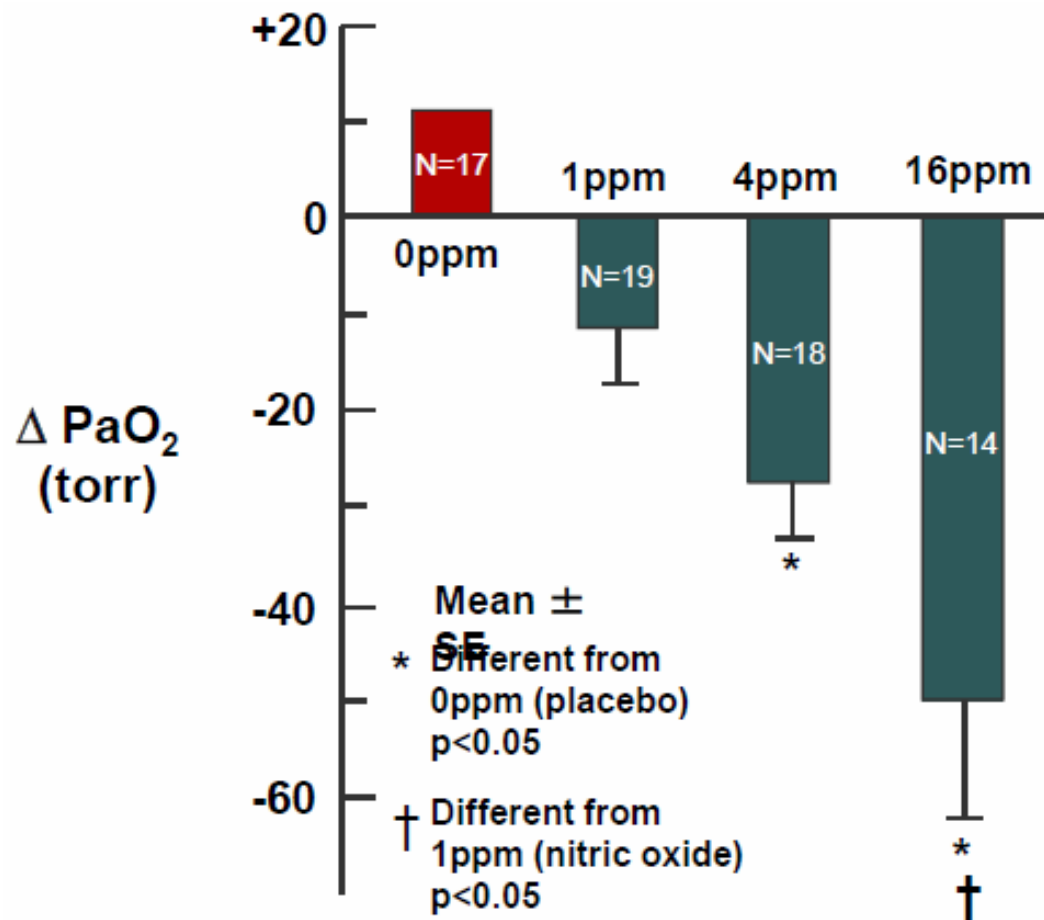 +20
N=17
1ppm
4ppm
16ppm
0
0ppm
N=19
N=18
-20
Δ PaO₂
(torr)
N=14
-40
Mean ±
SE
* Different from
0ppm (placebo)
p<0.05
*
-60
† Different from
1ppm (nitric oxide)
p<0.05
*
†